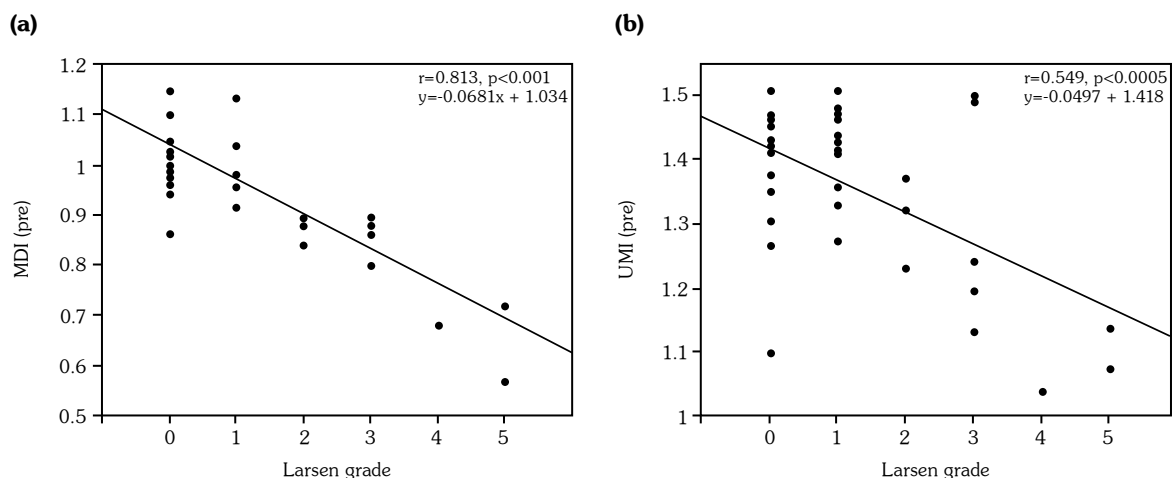 (a)
MDI (pre)
1.2
1.1
1
0.9
0.8
0.7
0.6
0.5
r=0.813, p<0.001
y=-0.0681x + 1.034
0 1 2 3 4 5
Larsen grade
(b)
UMI (pre)
1.5
1.4
1.3
1.2
1.1
1
r=0.549, p<0.0005
y=-0.0497 + 1.418
0 1 2 3 4 5
Larsen grade